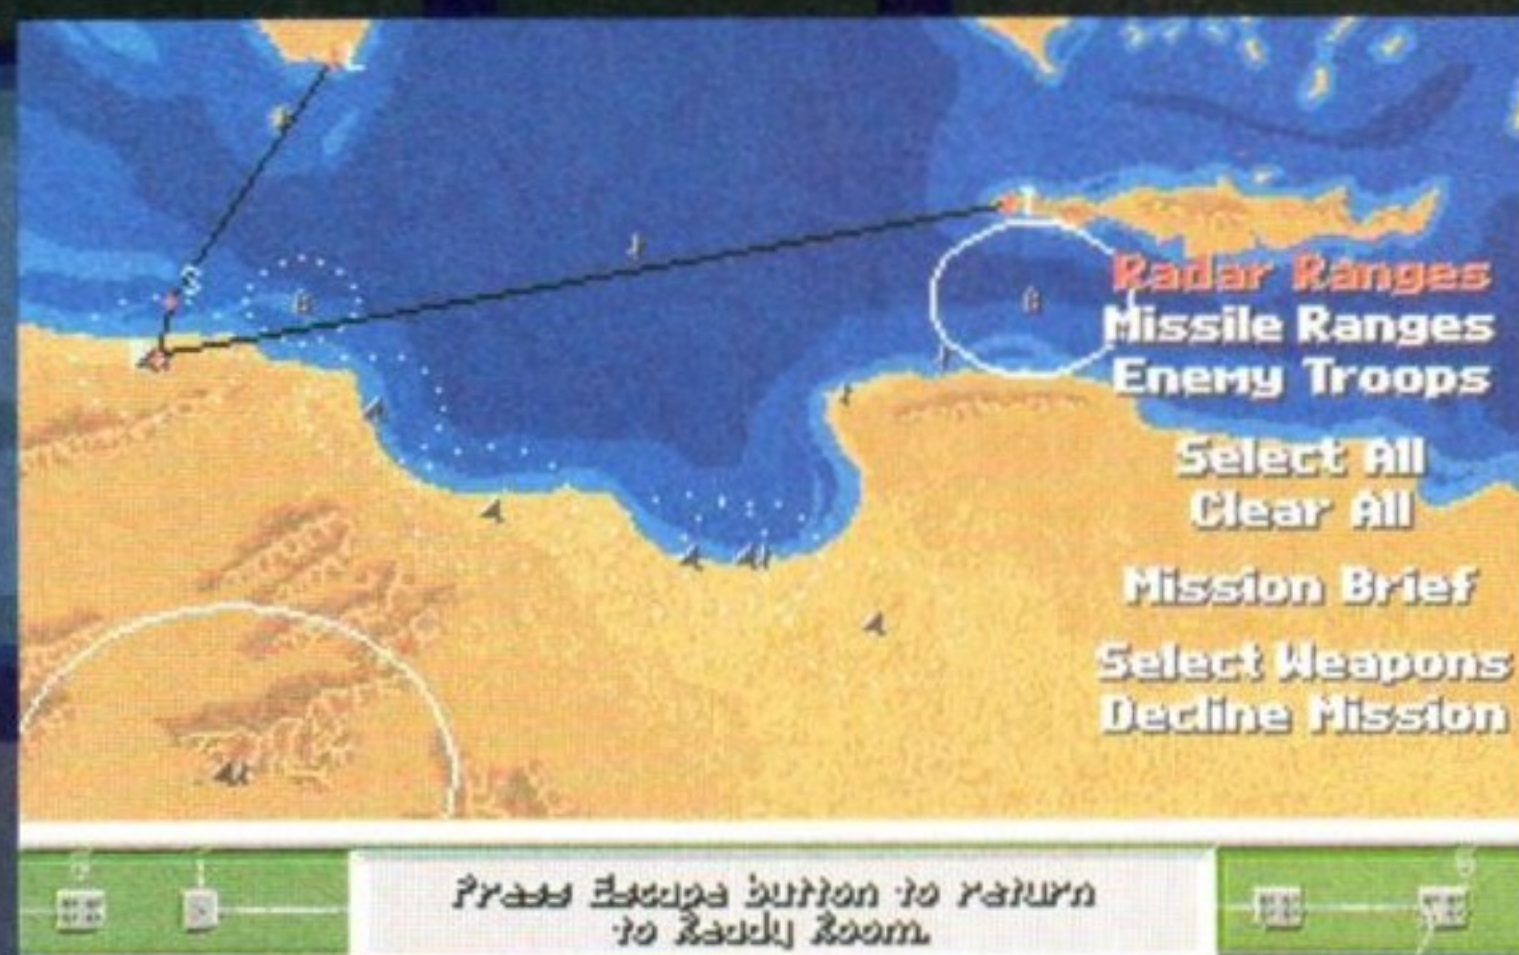 L
S
L
Radar Ranges
Missile Ranges
Enemy Troops
Select All
Clear All
Mission Brief
Select Weapons
Decline Mission
Press Escape button to return
to Ready Room.